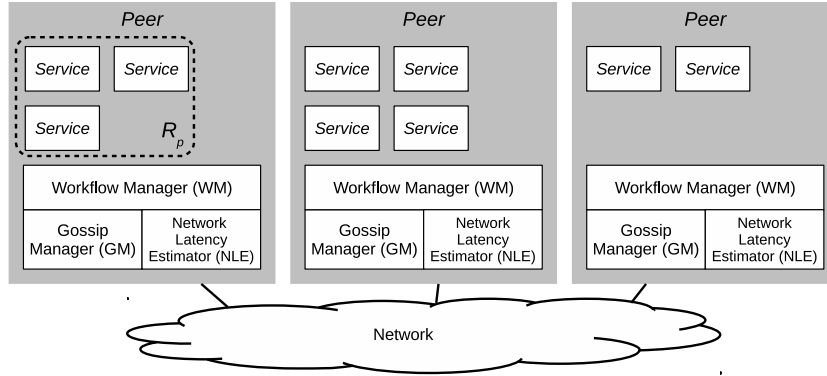 Peer
Service
Service
Service
R_p
Workflow Manager (WM)
Gossip
Manager (GM)
Network
Latency
Estimator (NLE)
Peer
Service
Service
Service
Service
Workflow Manager (WM)
Gossip
Manager (GM)
Network
Latency
Estimator (NLE)
Peer
Service
Service
Workflow Manager (WM)
Gossip
Manager (GM)
Network
Latency
Estimator (NLE)
Network